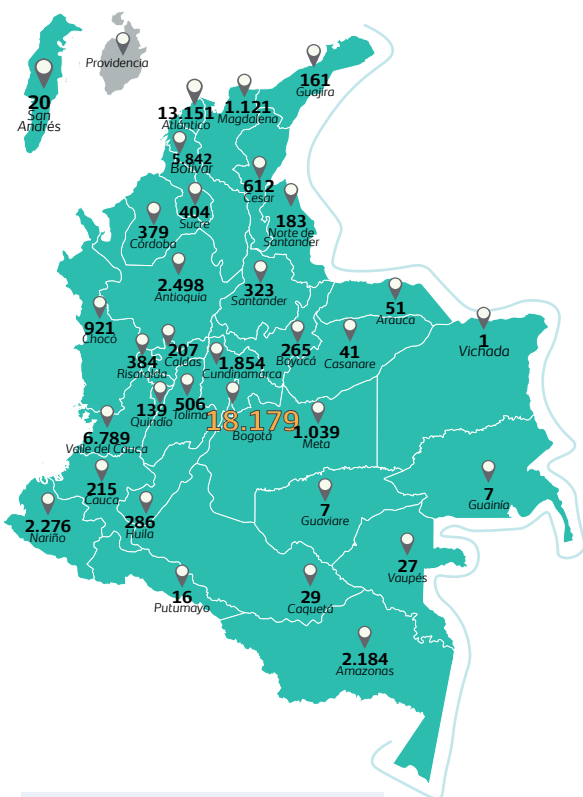 Providencia
20
San
Andrés
161
Guajira
13.151
Atlántico
1.121
Magdalena
5.842
Bolívar
612
Cesar
404
Sucre
183
Norte de
Santander
379
Córdoba
2.498
Antioquia
323
Santander
51
Arauca
921
Chocó
1
Vichada
384
Risaralda
207
Caldas
1.854
Cundinamarca
265
Boyacá
41
Casanare
139
Quindío
506
Tolima
18.179
Bogotá
1.039
Meta
6.789
Valle del Cauca
215
Cauca
7
Guainía
2.276
Nariño
286
Huila
7
Guaviare
27
Vaupés
16
Putumayo
29
Caquetá
2.184
Amazonas